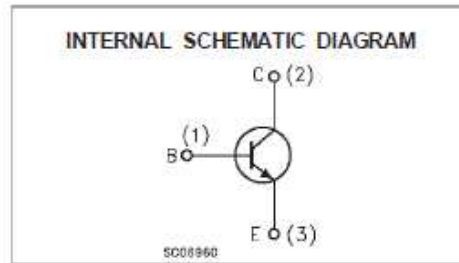 INTERNAL SCHEMATIC DIAGRAM
C (2)
(1)
B
E (3)
SC06960